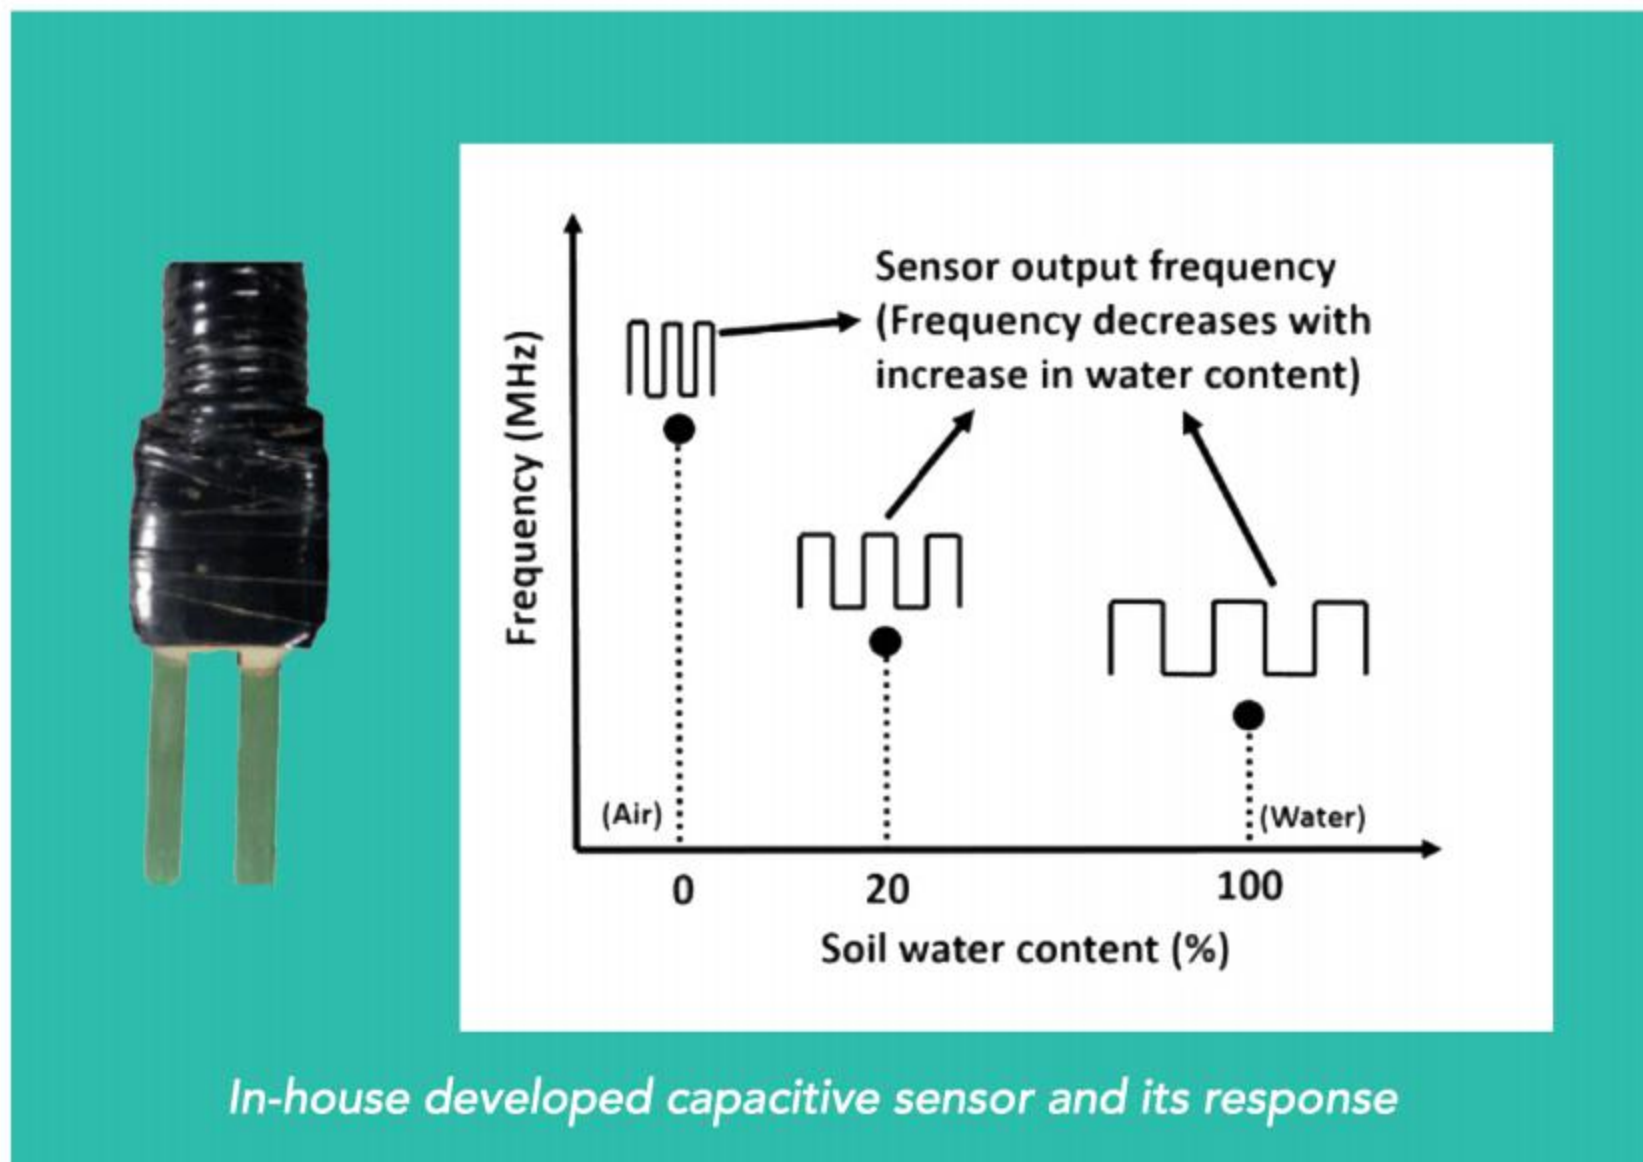 Sensor output frequency
(Frequency decreases with
increase in water content)
Frequency (MHz)
(Air)
(Water)
0 20 100
Soil water content (%)
In-house developed capacitive sensor and its response